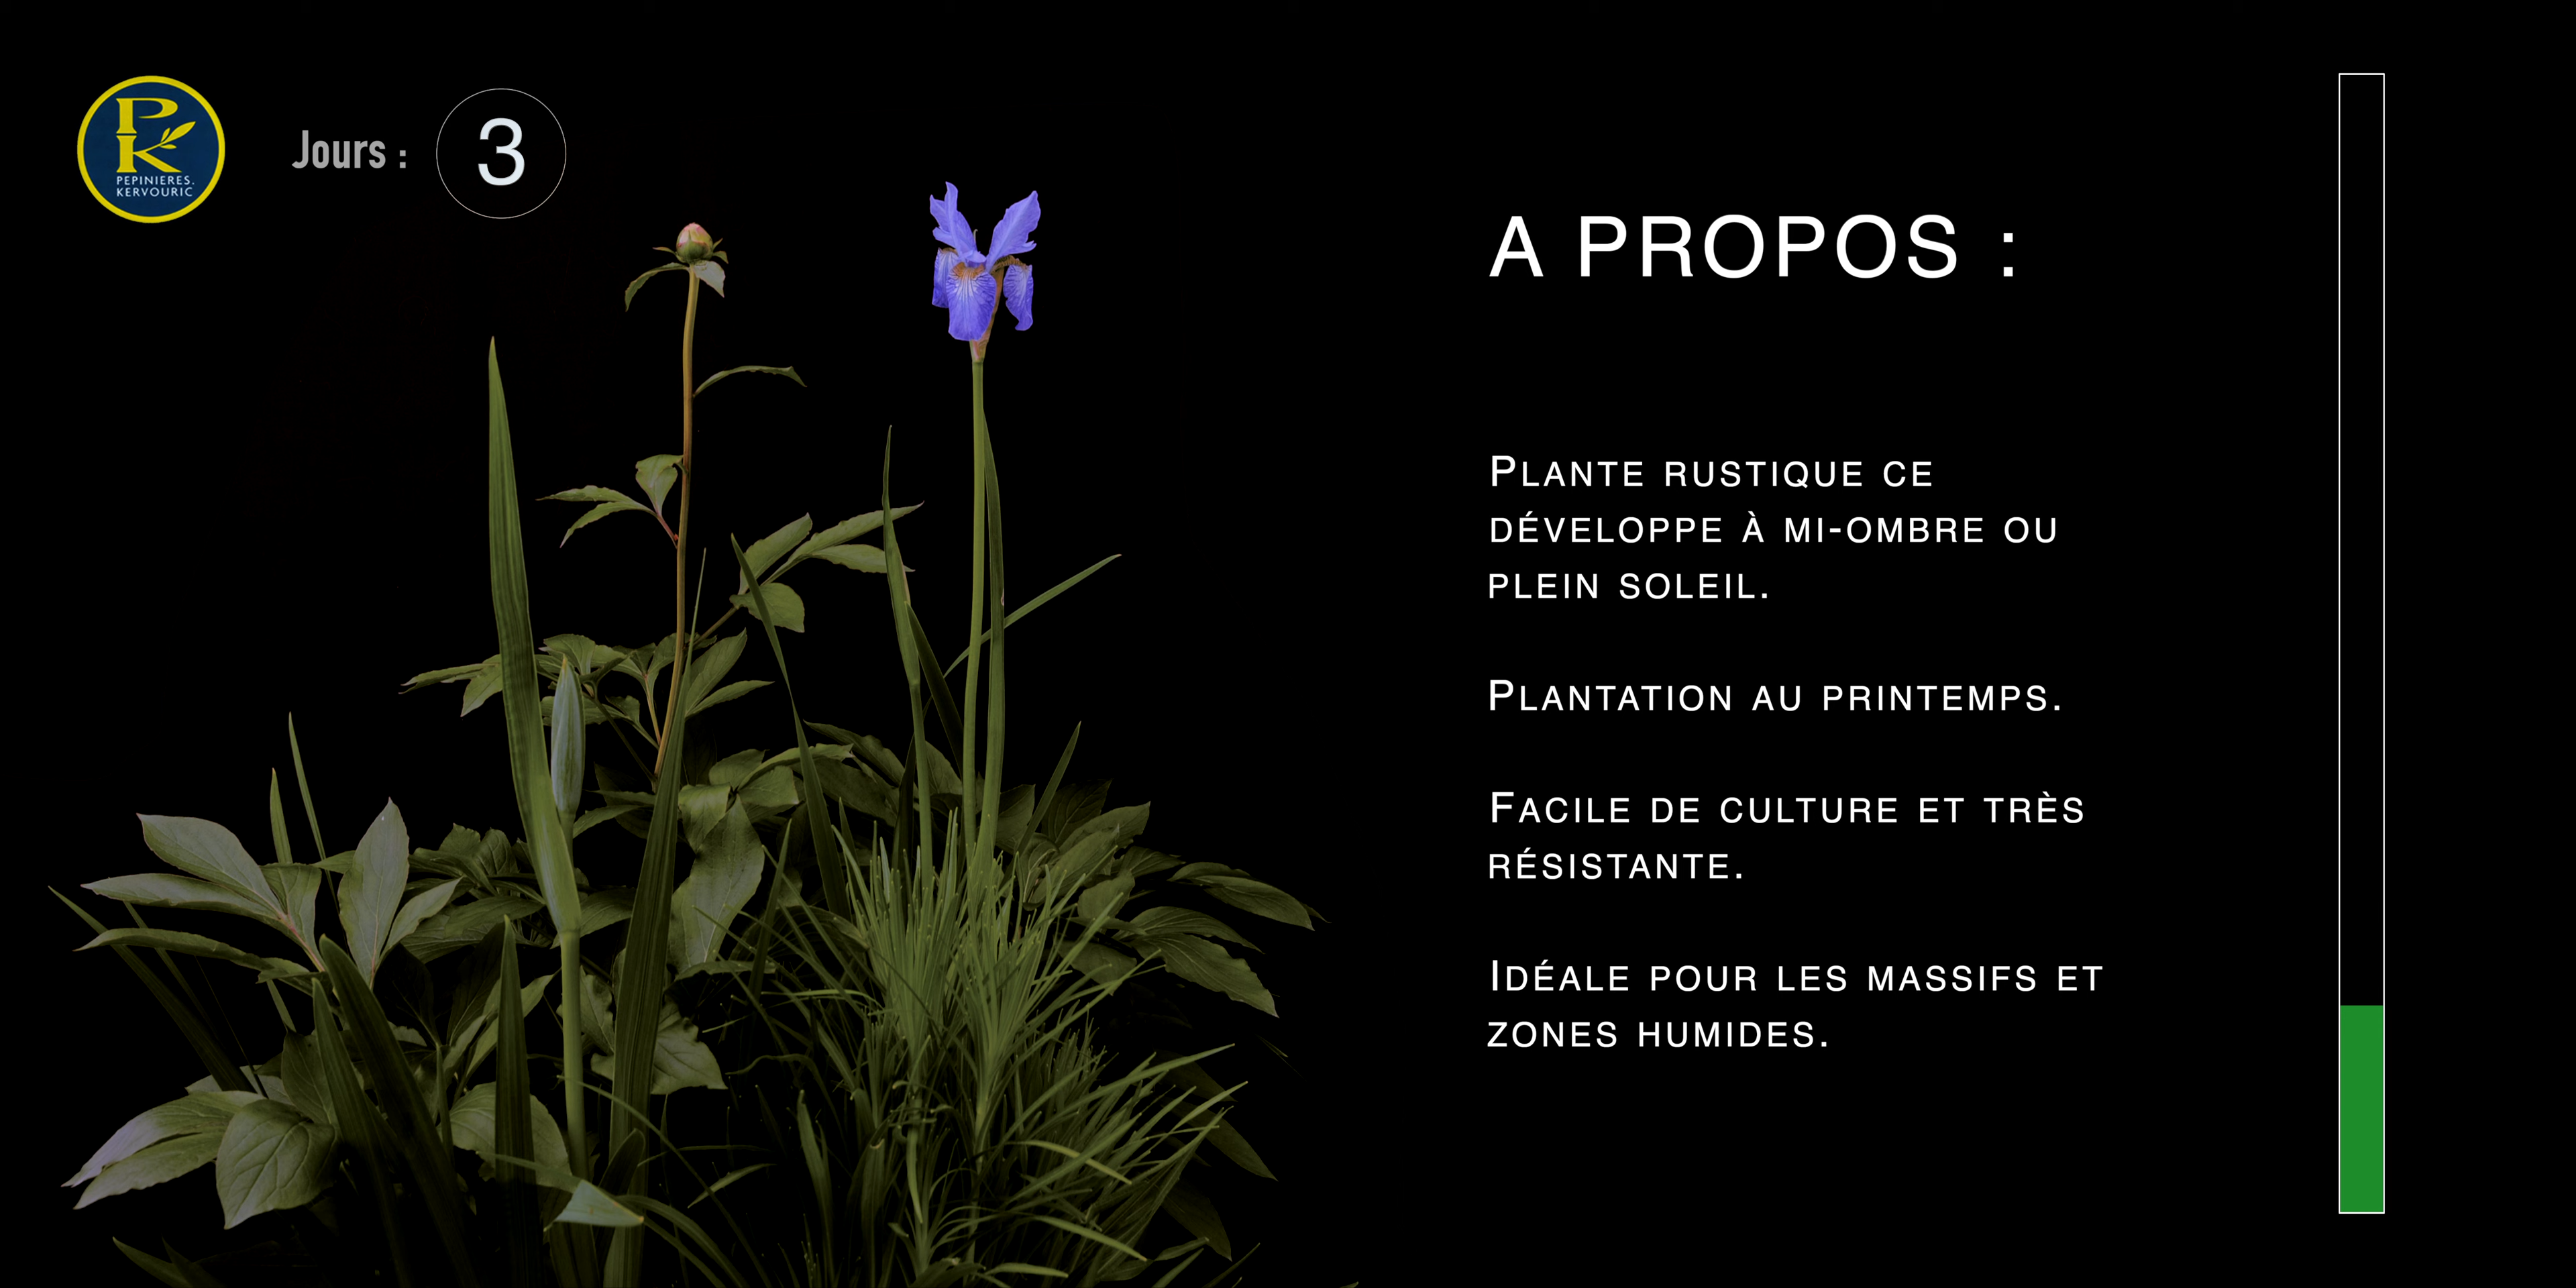 PK
PEPINIERES.
KERVOURIC
Jours :
3
A PROPOS :
Plante rustique ce
développe à mi-ombre ou
plein soleil.
Plantation au printemps.
Facile de culture et très
résistante.
Idéale pour les massifs et
zones humides.